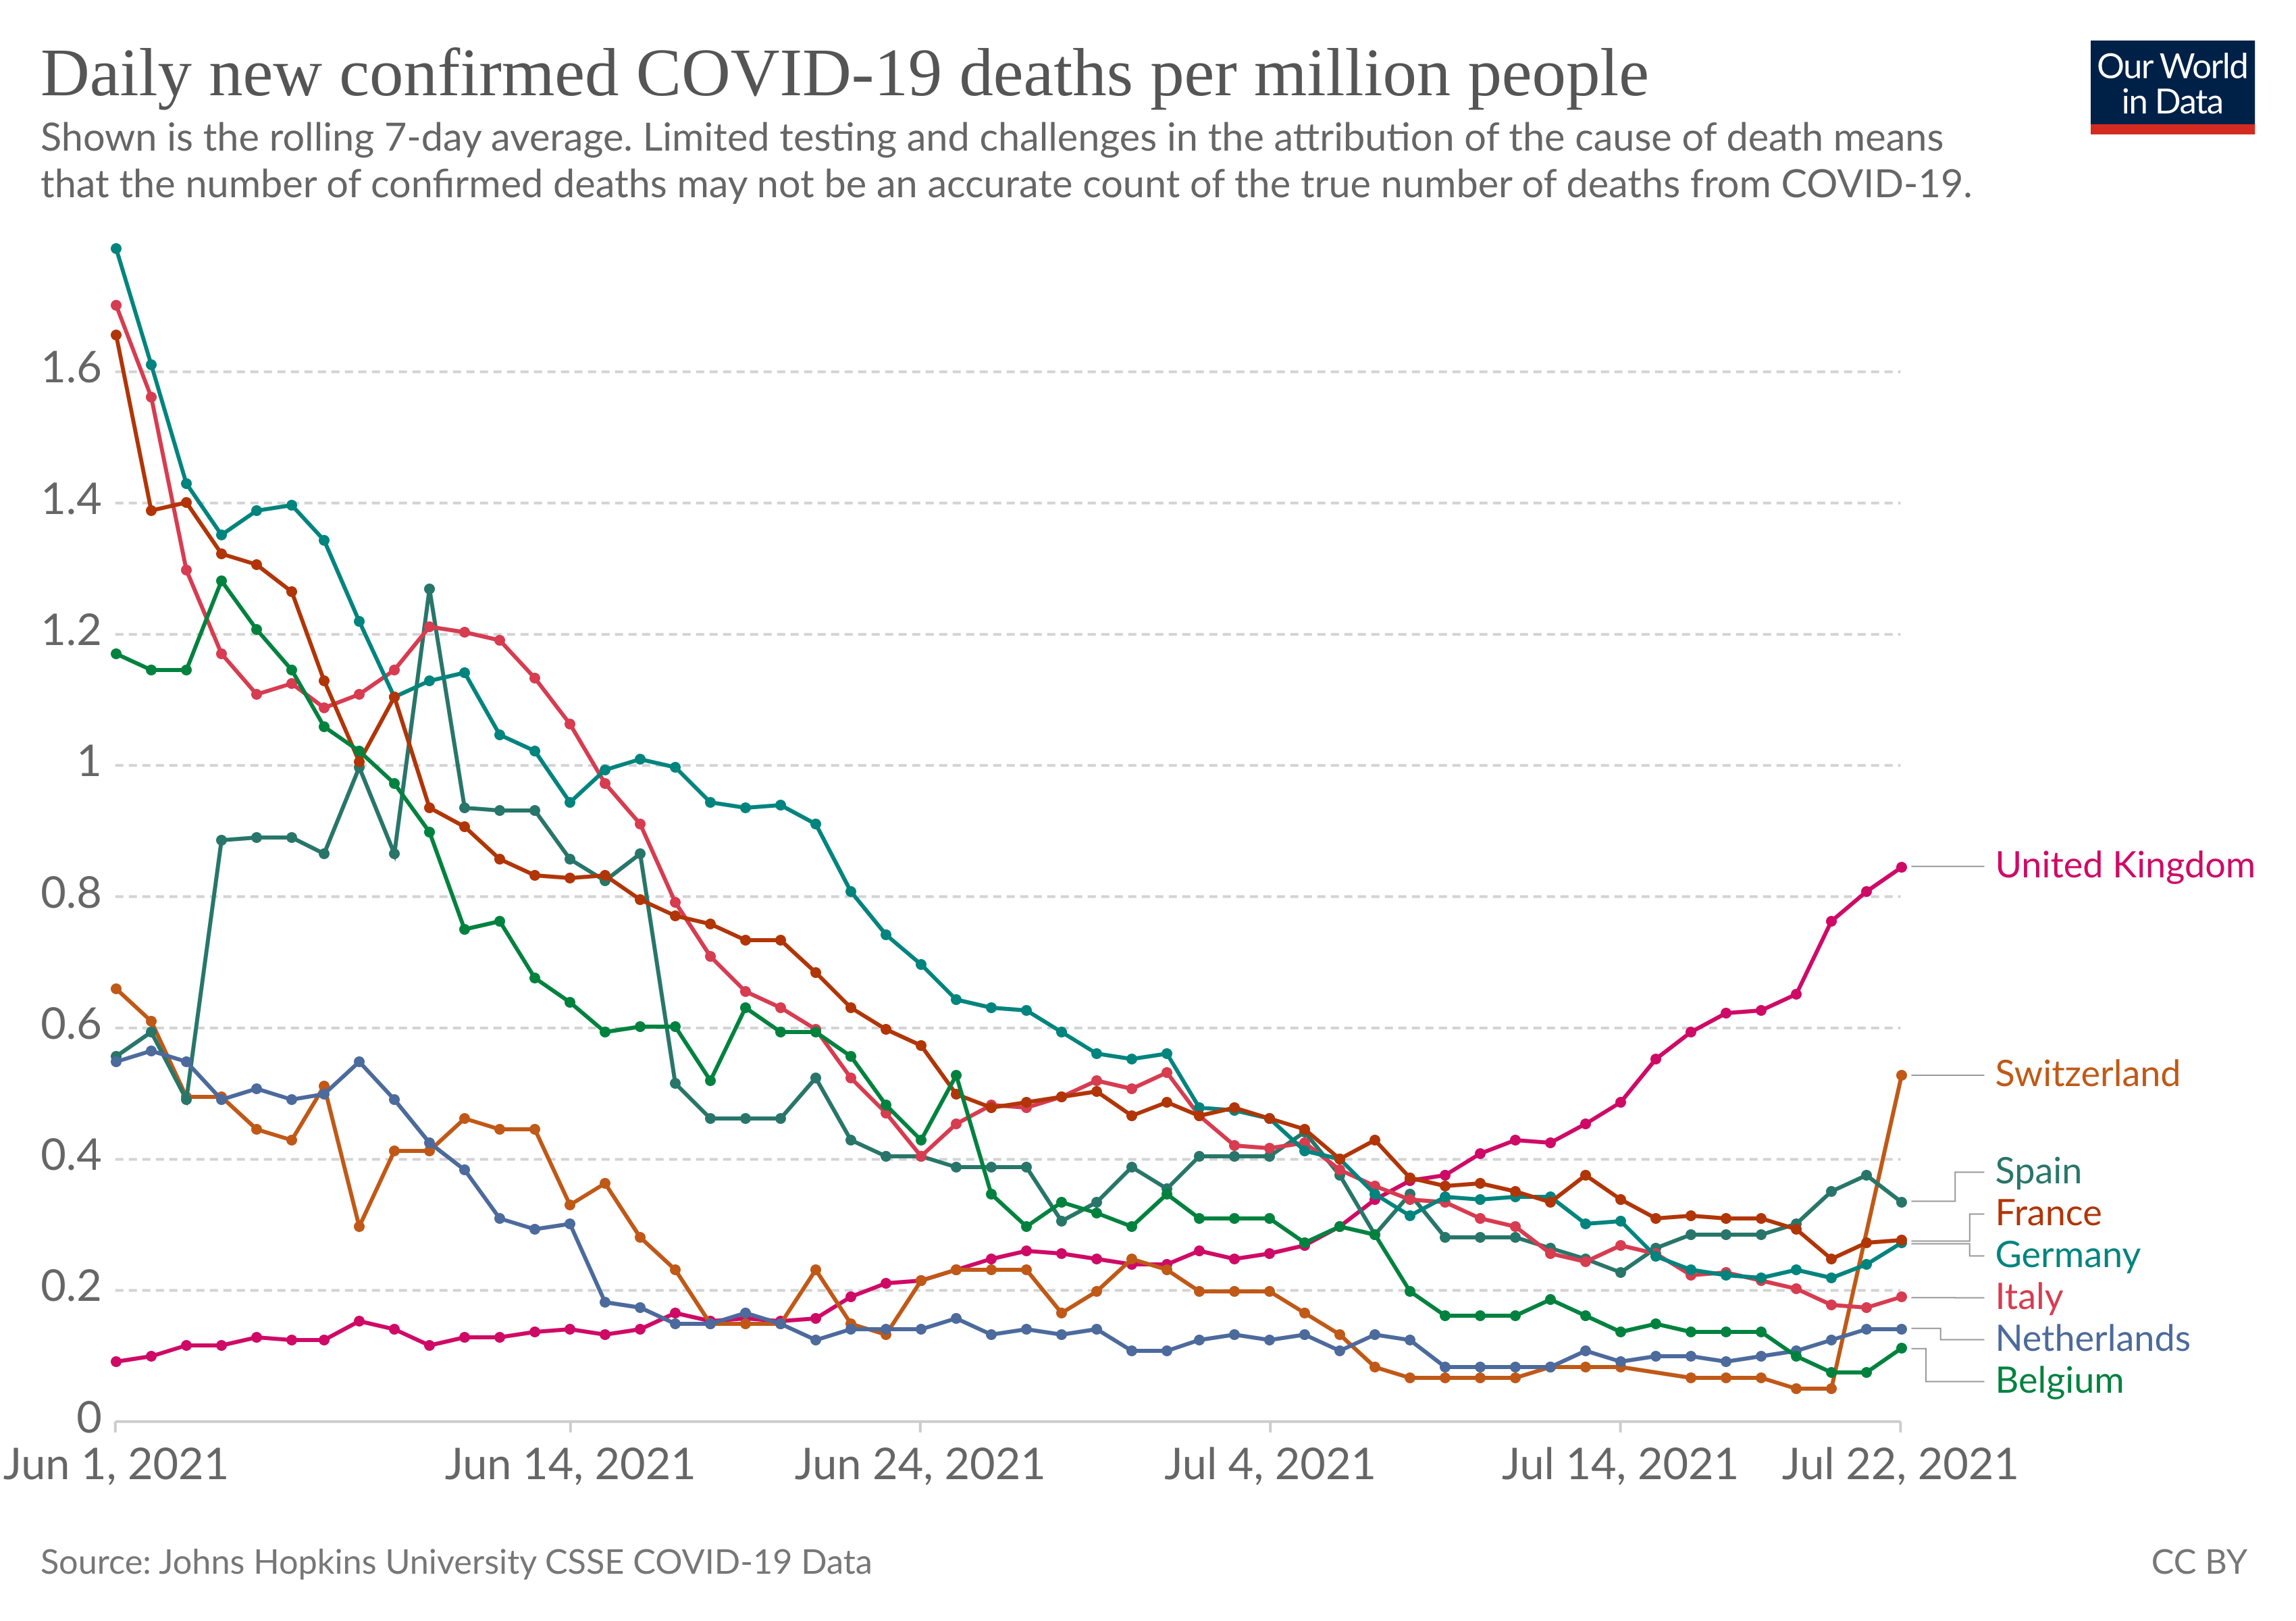 Daily new confirmed COVID-19 deaths per million people
Our World
in Data
Shown is the rolling 7-day average. Limited testing and challenges in the attribution of the cause of death means
that the number of confirmed deaths may not be an accurate count of the true number of deaths from COVID-19.
1.6
1.4
1.2
1
0.8
0.6
0.4
0.2
0
United Kingdom
Switzerland
Spain
France
Germany
Italy
Netherlands
Belgium
Jun 1, 2021
Jun 14, 2021
Jun 24, 2021
Jul 4, 2021
Jul 14, 2021
Jul 22, 2021
Source: Johns Hopkins University CSSE COVID-19 Data
CC BY